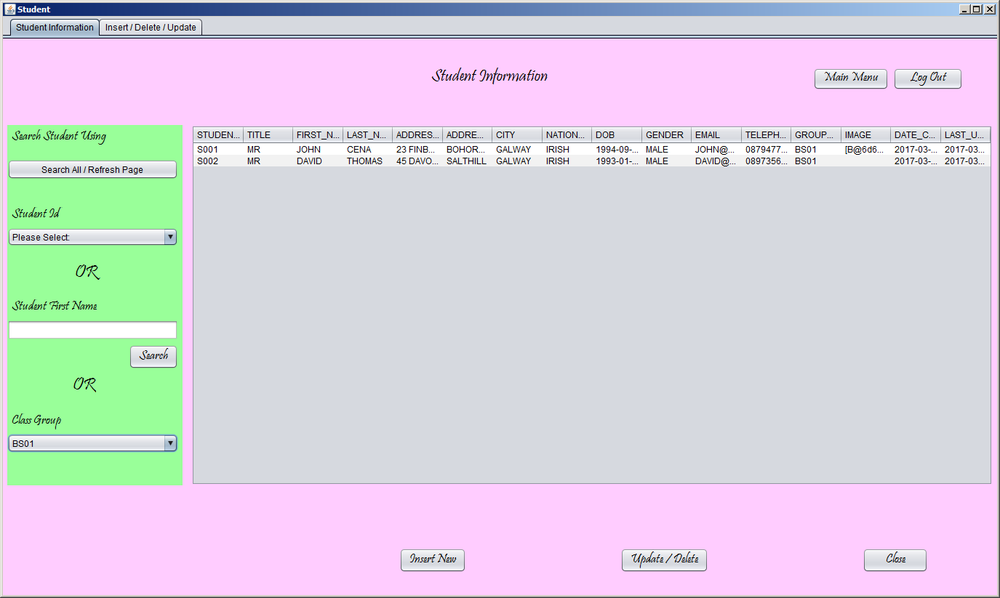 Student
Student Information Insert / Delete / Update
Student Information
Main Menu Log Out
Search Student Using
Search All / Refresh Page
Student Id
Please Select:
OR
Student First Name
Search
OR
Class Group
BS01
STUDEN... TITLE FIRST_N... LAST_N... ADDRES... ADDRE... CITY NATION... DOB GENDER EMAIL TELEPH... GROUP... IMAGE DATE_C... LAST_U...
S001 MR JOHN CENA 23 FINB... BOHOR... GALWAY IRISH 1994-09-... MALE JOHN@... 0879477... BS01 [B@6d6... 2017-03-... 2017-03...
S002 MR DAVID THOMAS 45 DAVO... SALTHILL GALWAY IRISH 1993-01-... MALE DAVID@... 0897356... BS01 2017-03-... 2017-03...
Insert New Update / Delete Close